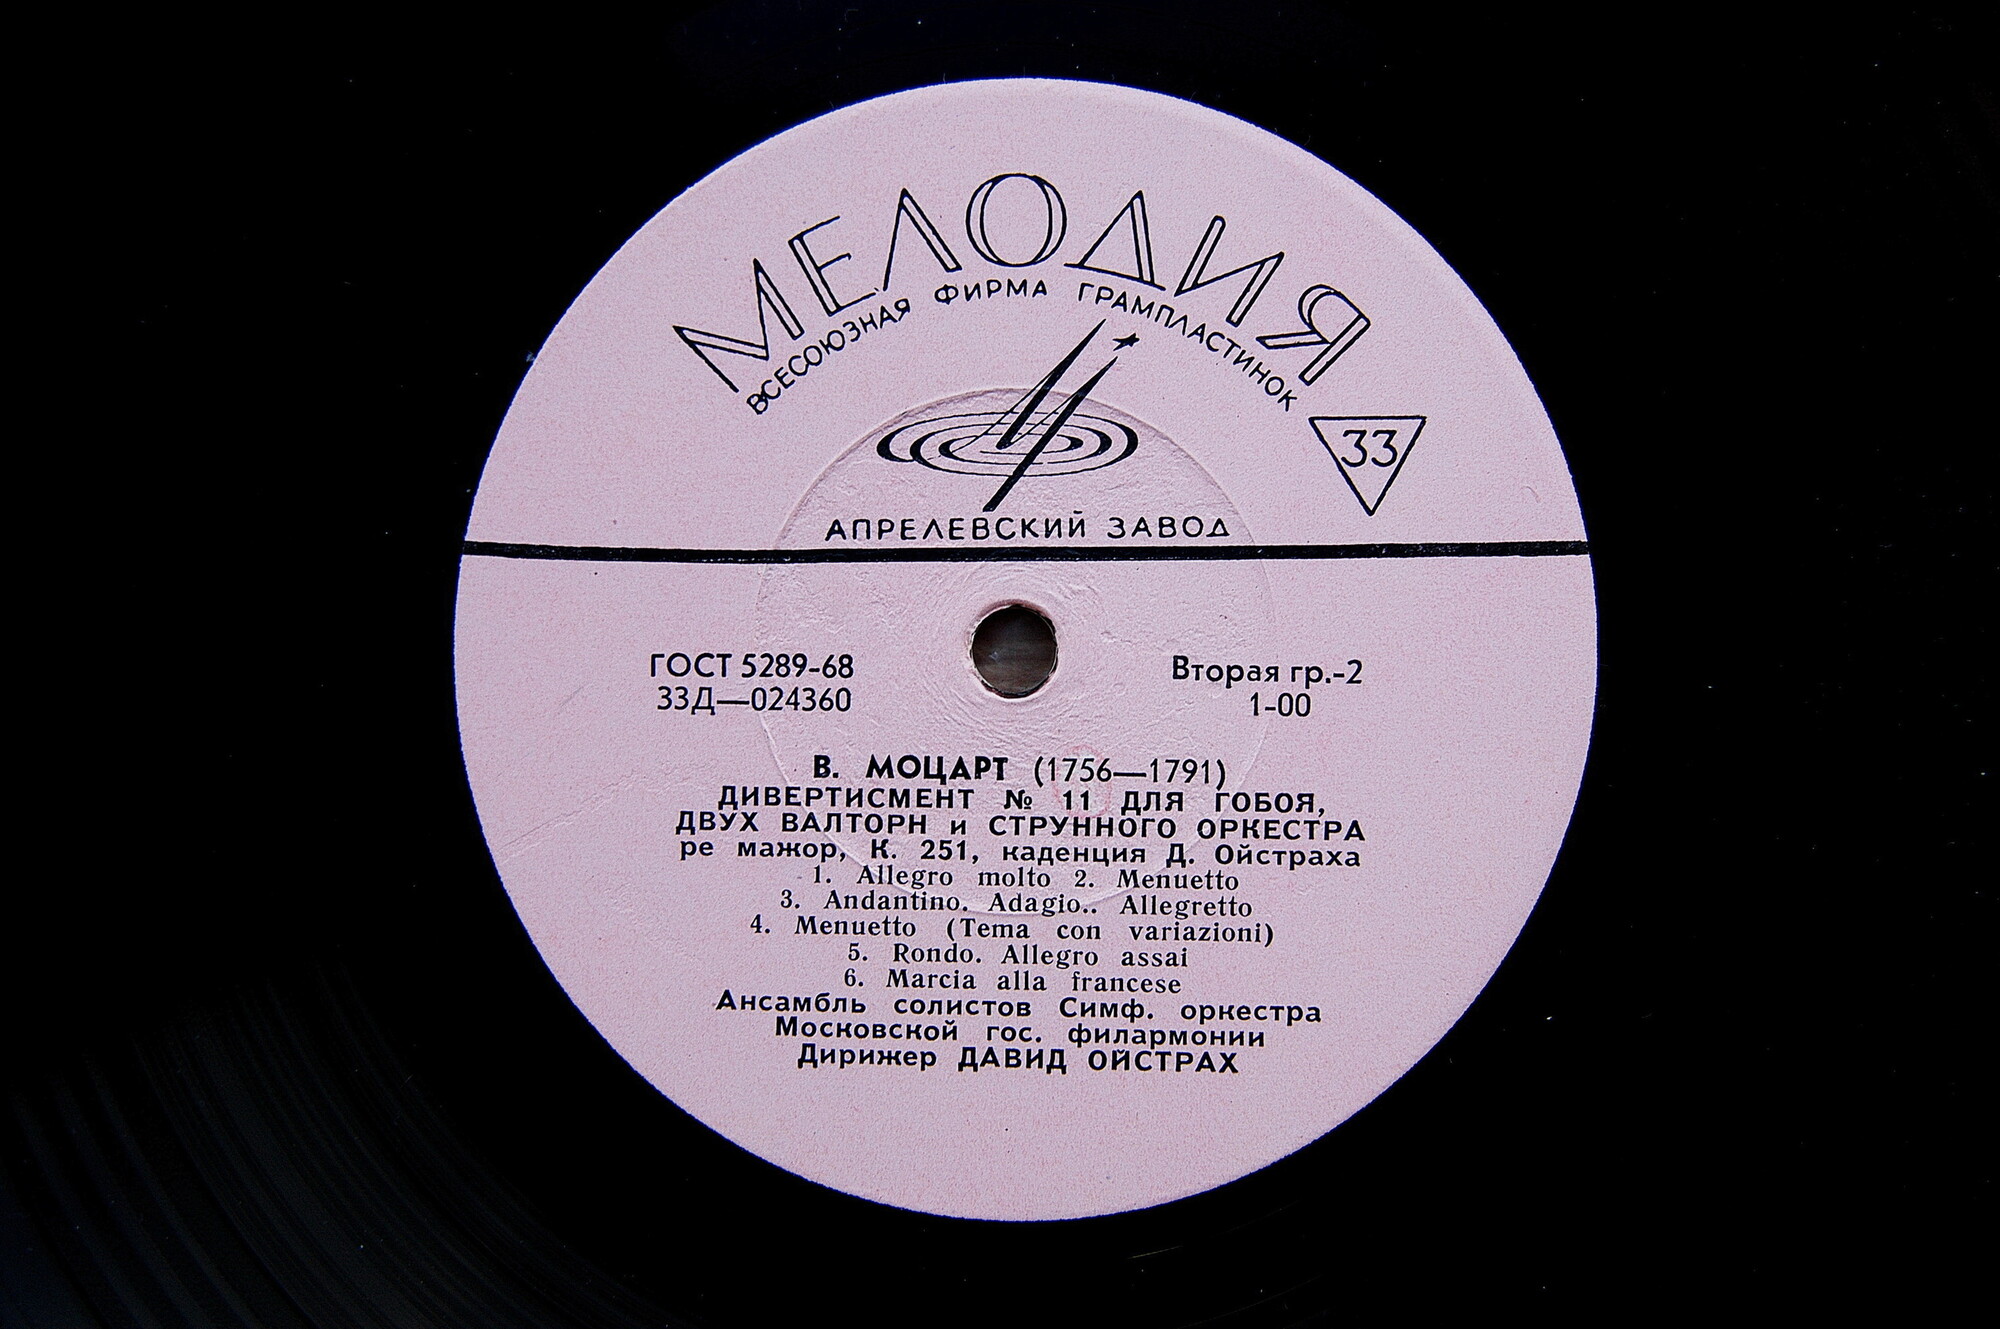 МЕЛОДИЯ
ВСЕСОЮЗНАЯ ФИРМА ГРАМПЛАСТИНОК
33
АПРЕЛЕВСКИЙ ЗАВОД
ГОСТ 5289-68
33Д—024360
Вторая гр.-2
1-00
В. МОЦАРТ (1756—1791)
ДИВЕРТИСМЕНТ № 11 ДЛЯ ГОБОЯ,
ДВУХ ВАЛТОРН и СТРУННОГО ОРКЕСТРА
ре мажор, К. 251, каденция Д. Ойстраха
1. Allegro molto 2. Menuetto
3. Andantino. Adagio.. Allegretto
4. Menuetto (Tema con variazioni)
5. Rondo. Allegro assai
6. Marcia alla francese
Ансамбль солистов Симф. оркестра
Московской гос. филармонии
Дирижер ДАВИД ОЙСТРАХ